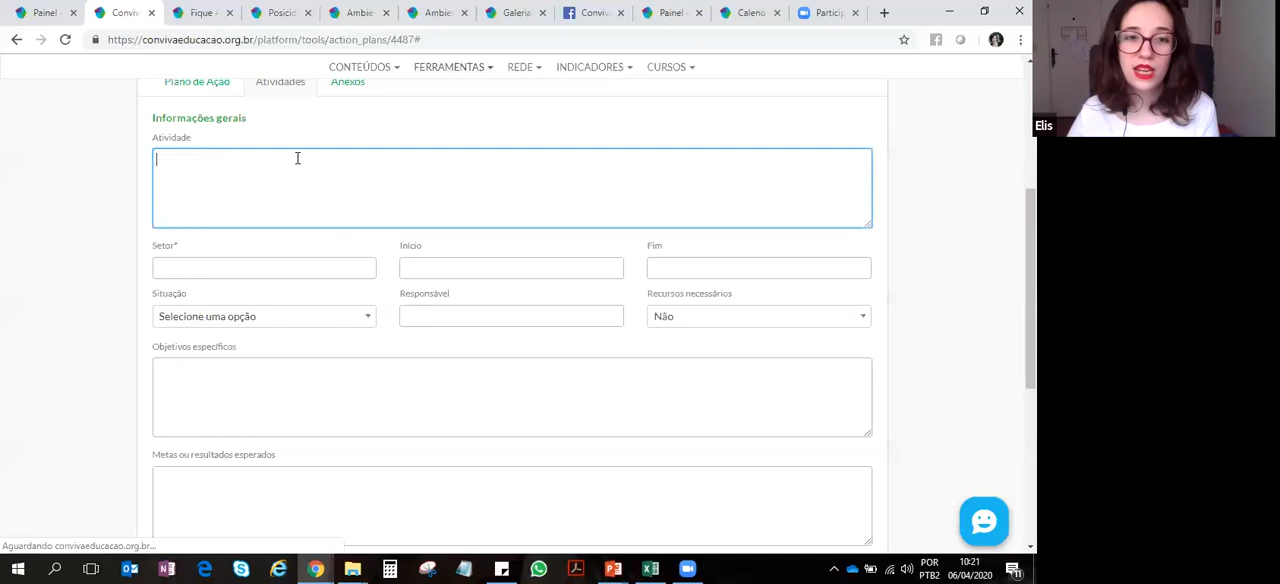 Painel
Conviv
Fique A
Posicio
Ambie
Ambie
Galeria
Conviv
Painel
Calend
Particip
https://convivaeducacao.org.br/platform/tools/action_plans/4487#
CONTEÚDOS FERRAMENTAS REDE INDICADORES CURSOS
Plano de Ação Atividades Anexos
Elis
Informações gerais
Atividade
Setor* Início Fim
Situação Responsável Recursos necessários
Selecione uma opção Não
Objetivos específicos
Metas ou resultados esperados
Aguardando convivaeducacao.org.br...
POR 10:21
PTB2 06/04/2020